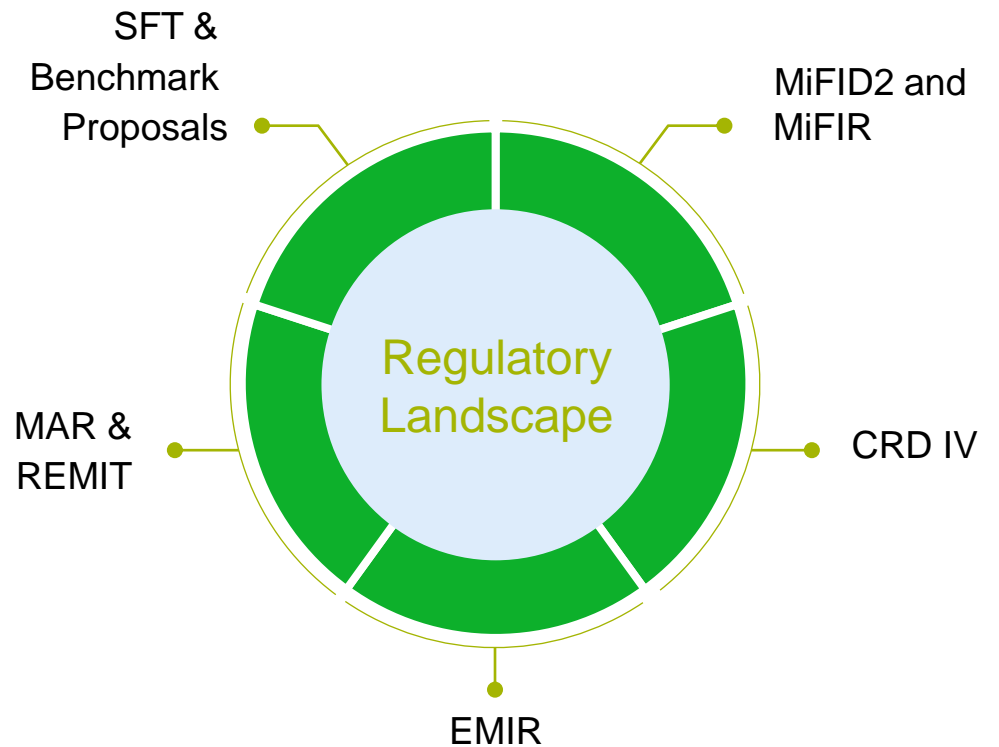 SFT &
Benchmark
Proposals
MiFID2 and
MiFIR
Regulatory
Landscape
MAR &
REMIT
CRD IV
EMIR